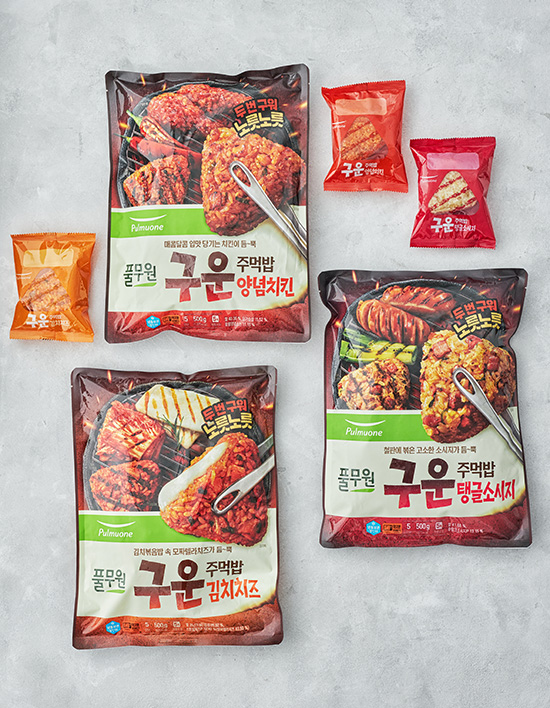 두 번 구워
노릇노릇
Pulmuone
매콤달콤 입맛 당기는 치킨이 듬-뿍
풀무원
구운 주먹밥
양념치킨
5 500g
구운 주먹밥
구운 주먹밥
구운 주먹밥
두 번 구워
노릇노릇
Pulmuone
철판에 볶은 고소한 소시지가 듬-뿍
풀무원
구운 주먹밥
탱글소시지
5 500g
두 번 구워
노릇노릇
Pulmuone
김치볶음밥 속 모짜렐라치즈가 듬-뿍
풀무원
구운 주먹밥
김치치즈
5 500g